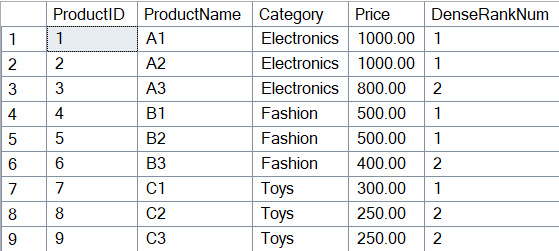 ProductID ProductName Category Price DenseRankNum
1 1 A1 Electronics 1000.00 1
2 2 A2 Electronics 1000.00 1
3 3 A3 Electronics 800.00 2
4 4 B1 Fashion 500.00 1
5 5 B2 Fashion 500.00 1
6 6 B3 Fashion 400.00 2
7 7 C1 Toys 300.00 1
8 8 C2 Toys 250.00 2
9 9 C3 Toys 250.00 2